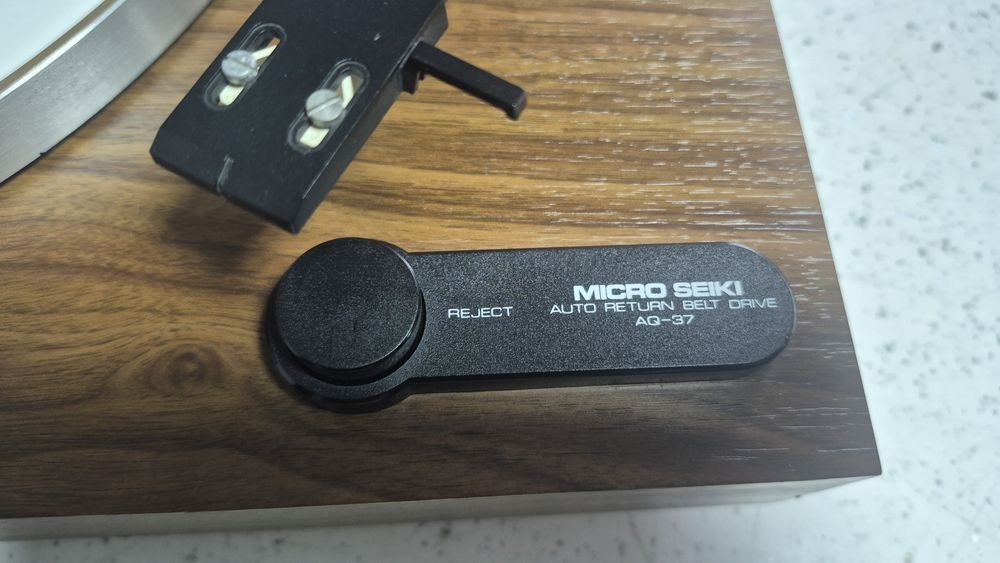 REJECT
MICRO SEIKI
AUTO RETURN BELT DRIVE
AQ-37